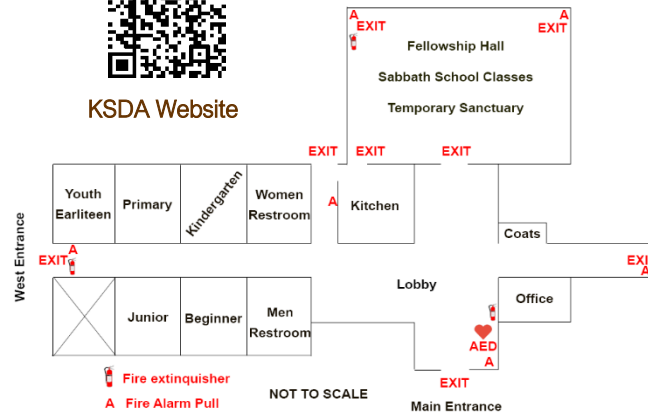 A
A
EXIT
EXIT
Fellowship Hall
Sabbath School Classes
Temporary Sanctuary
KSDA Website
EXIT
EXIT
EXIT
Youth
Earliteen
Primary
Kindergarten
Women
Restroom
A
Kitchen
Coats
West Entrance
A
EXIT
EXI
A
Lobby
Office
Junior
Beginner
Men
Restroom
AED
A
Fire extinquisher
EXIT
A Fire Alarm Pull
NOT TO SCALE
Main Entrance